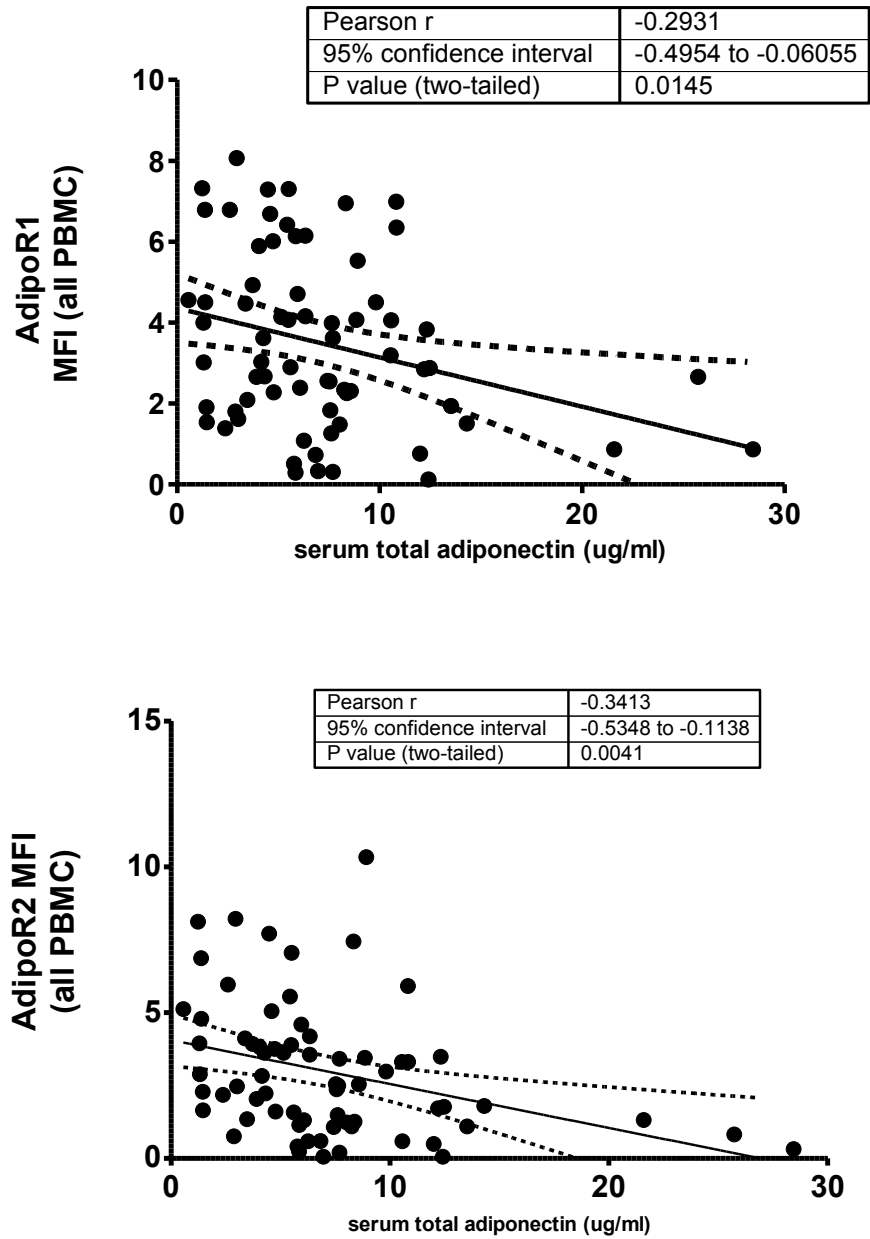 Pearson r -0.2931
95% confidence interval -0.4954 to -0.06055
P value (two-tailed) 0.0145
10
8
6
4
2
0
AdipoR1
MFI (all PBMC)
0 10 20 30
serum total adiponectin (ug/ml)
Pearson r -0.3413
95% confidence interval -0.5348 to -0.1138
P value (two-tailed) 0.0041
15
10
5
0
AdipoR2 MFI
(all PBMC)
0 10 20 30
serum total adiponectin (ug/ml)